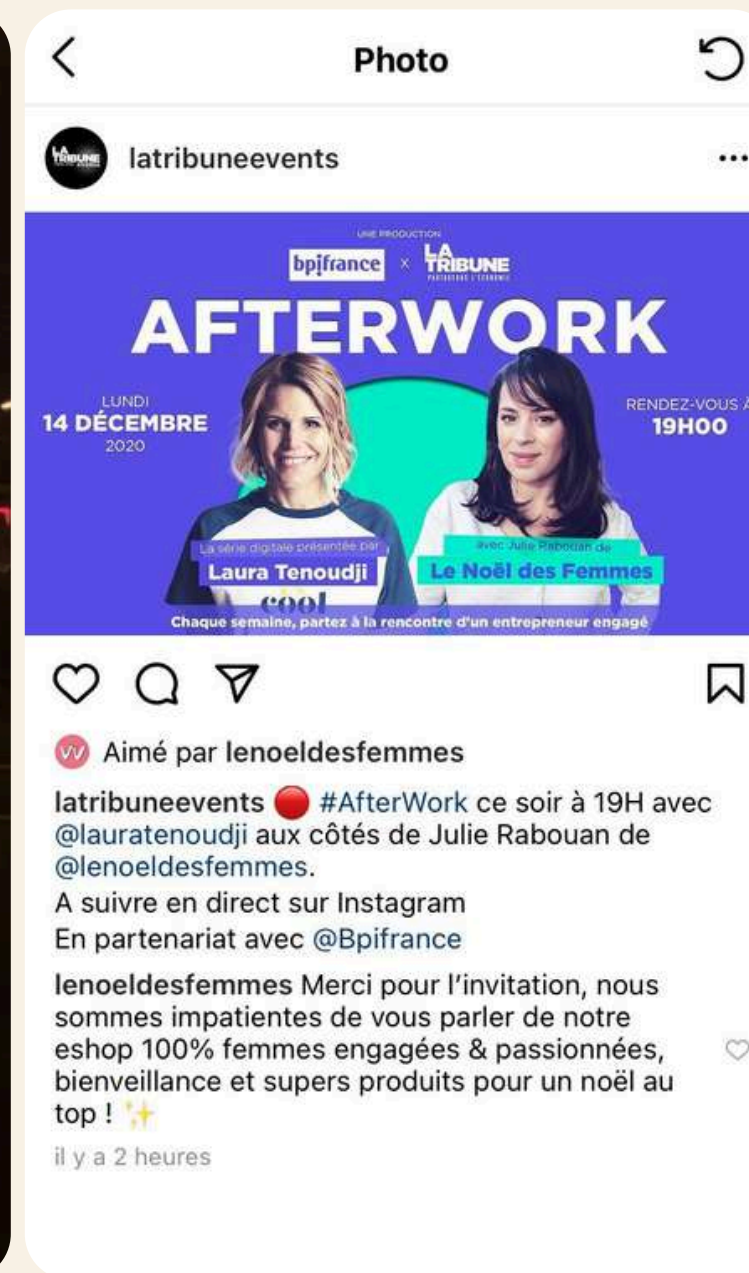 Photo
LA TRIBUNE
latribuneevents
UNE PRODUCTION
bpifrance × LA TRIBUNE
AFTERWORK
LUNDI
14 DÉCEMBRE
2020
RENDEZ-VOUS À
19H00
La série digitale présentée par
Laura Tenoudji
avec Julie Rabouan de
Le Noël des Femmes
cool
Chaque semaine, partez à la rencontre d'un entrepreneur engagé
Aimé par lenoeldesfemmes
latribuneevents 🔴 #AfterWork ce soir à 19H avec
@lauratenoudji aux côtés de Julie Rabouan de
@lenoeldesfemmes.
A suivre en direct sur Instagram
En partenariat avec @Bpifrance
lenoeldesfemmes Merci pour l'invitation, nous
sommes impatientes de vous parler de notre
eshop 100% femmes engagées & passionnées,
bienveillance et supers produits pour un noël au
top ! ✨
il y a 2 heures